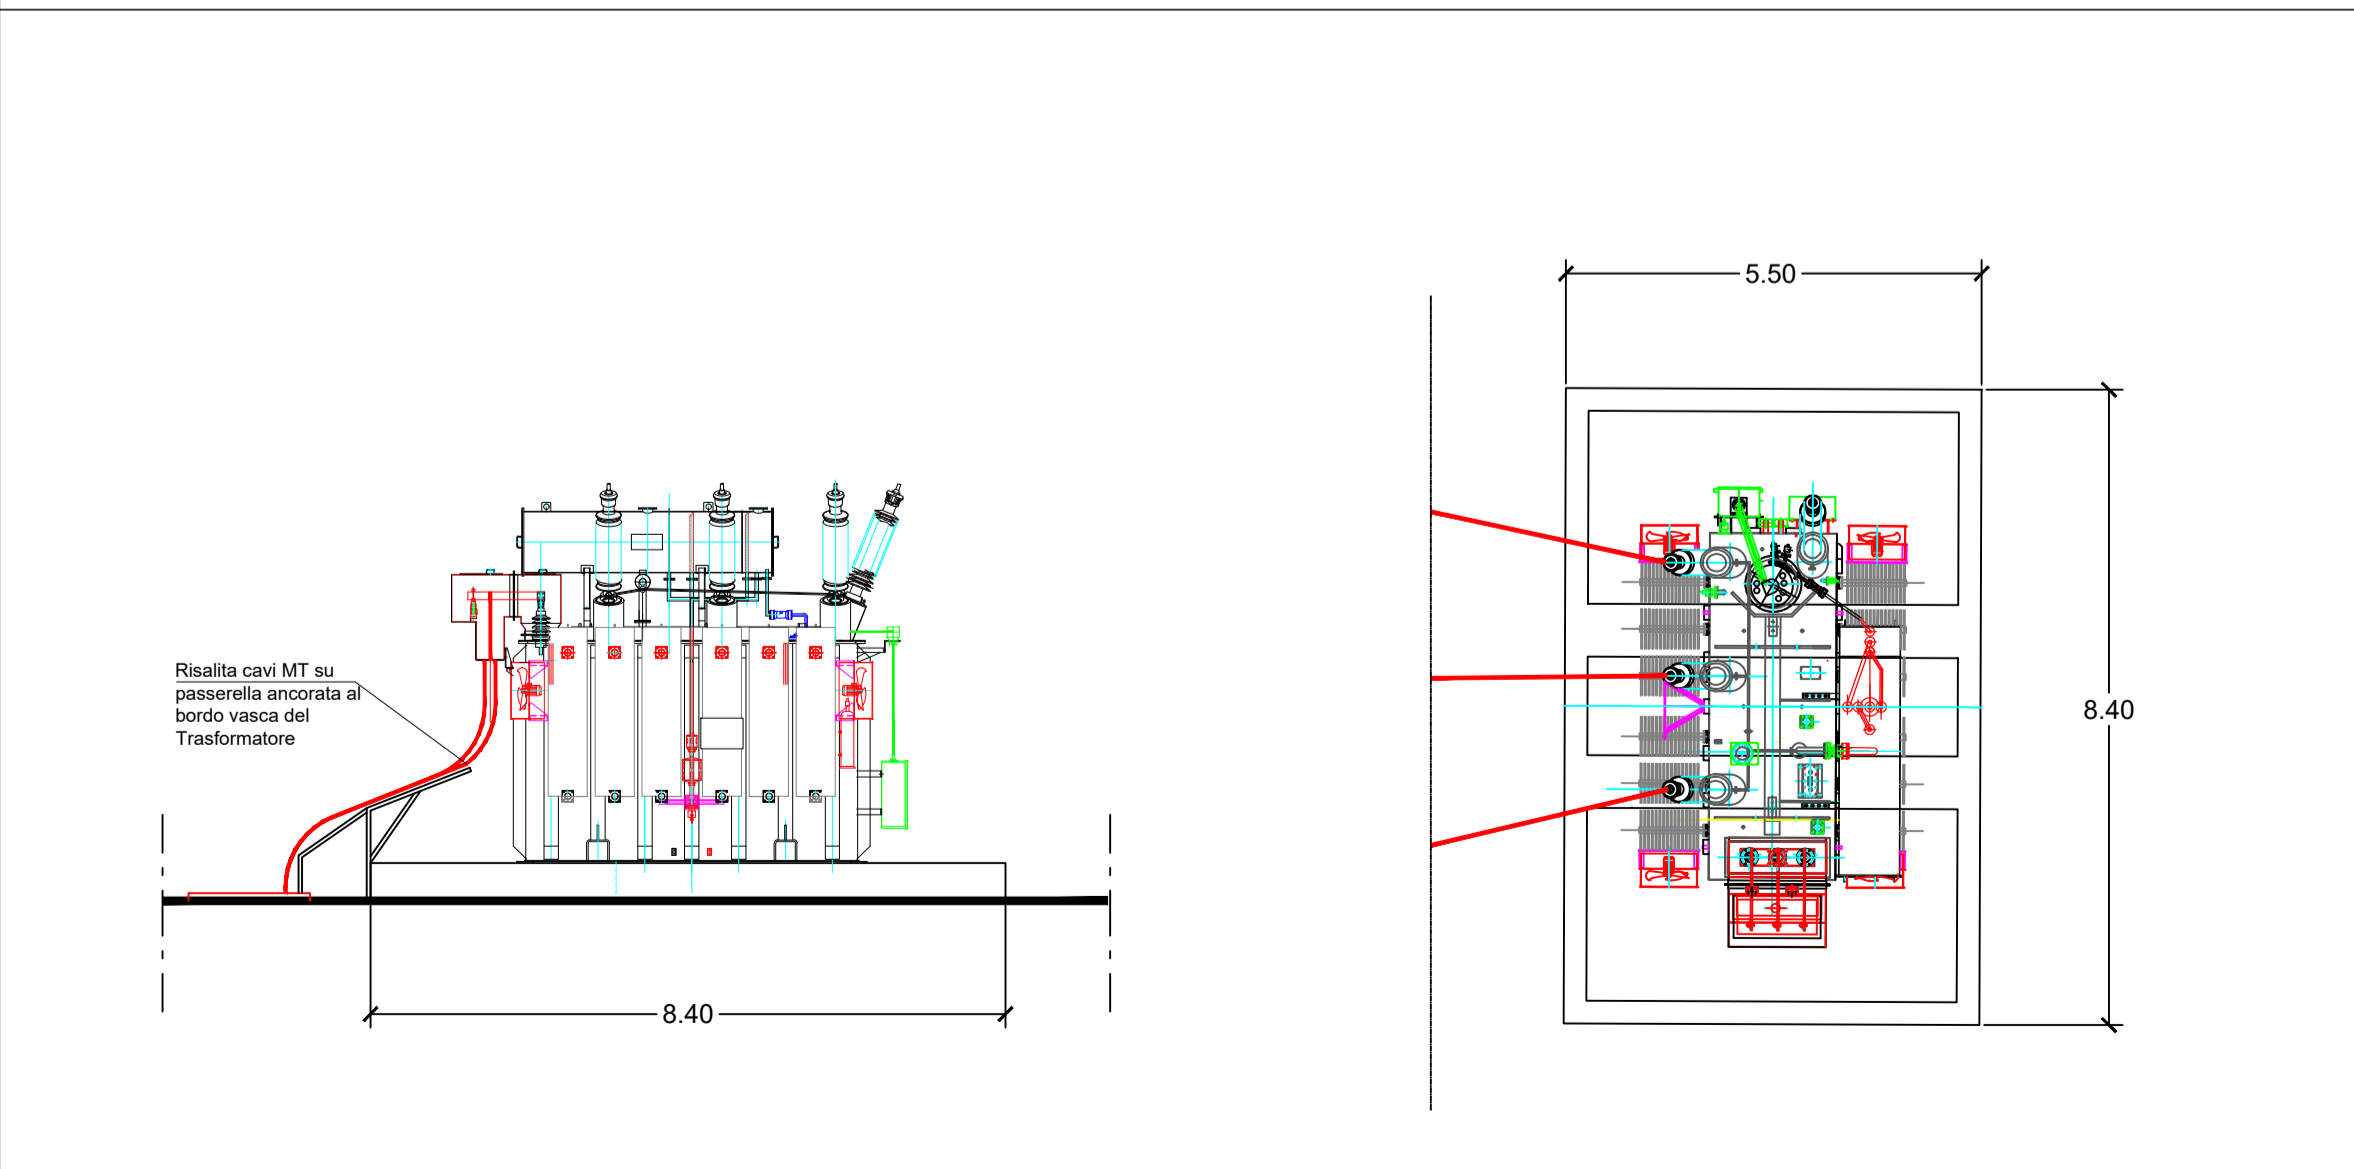 Risalita cavi MT su
passerella ancorata al
bordo vasca del
Trasformatore
8.40
5.50
8.40